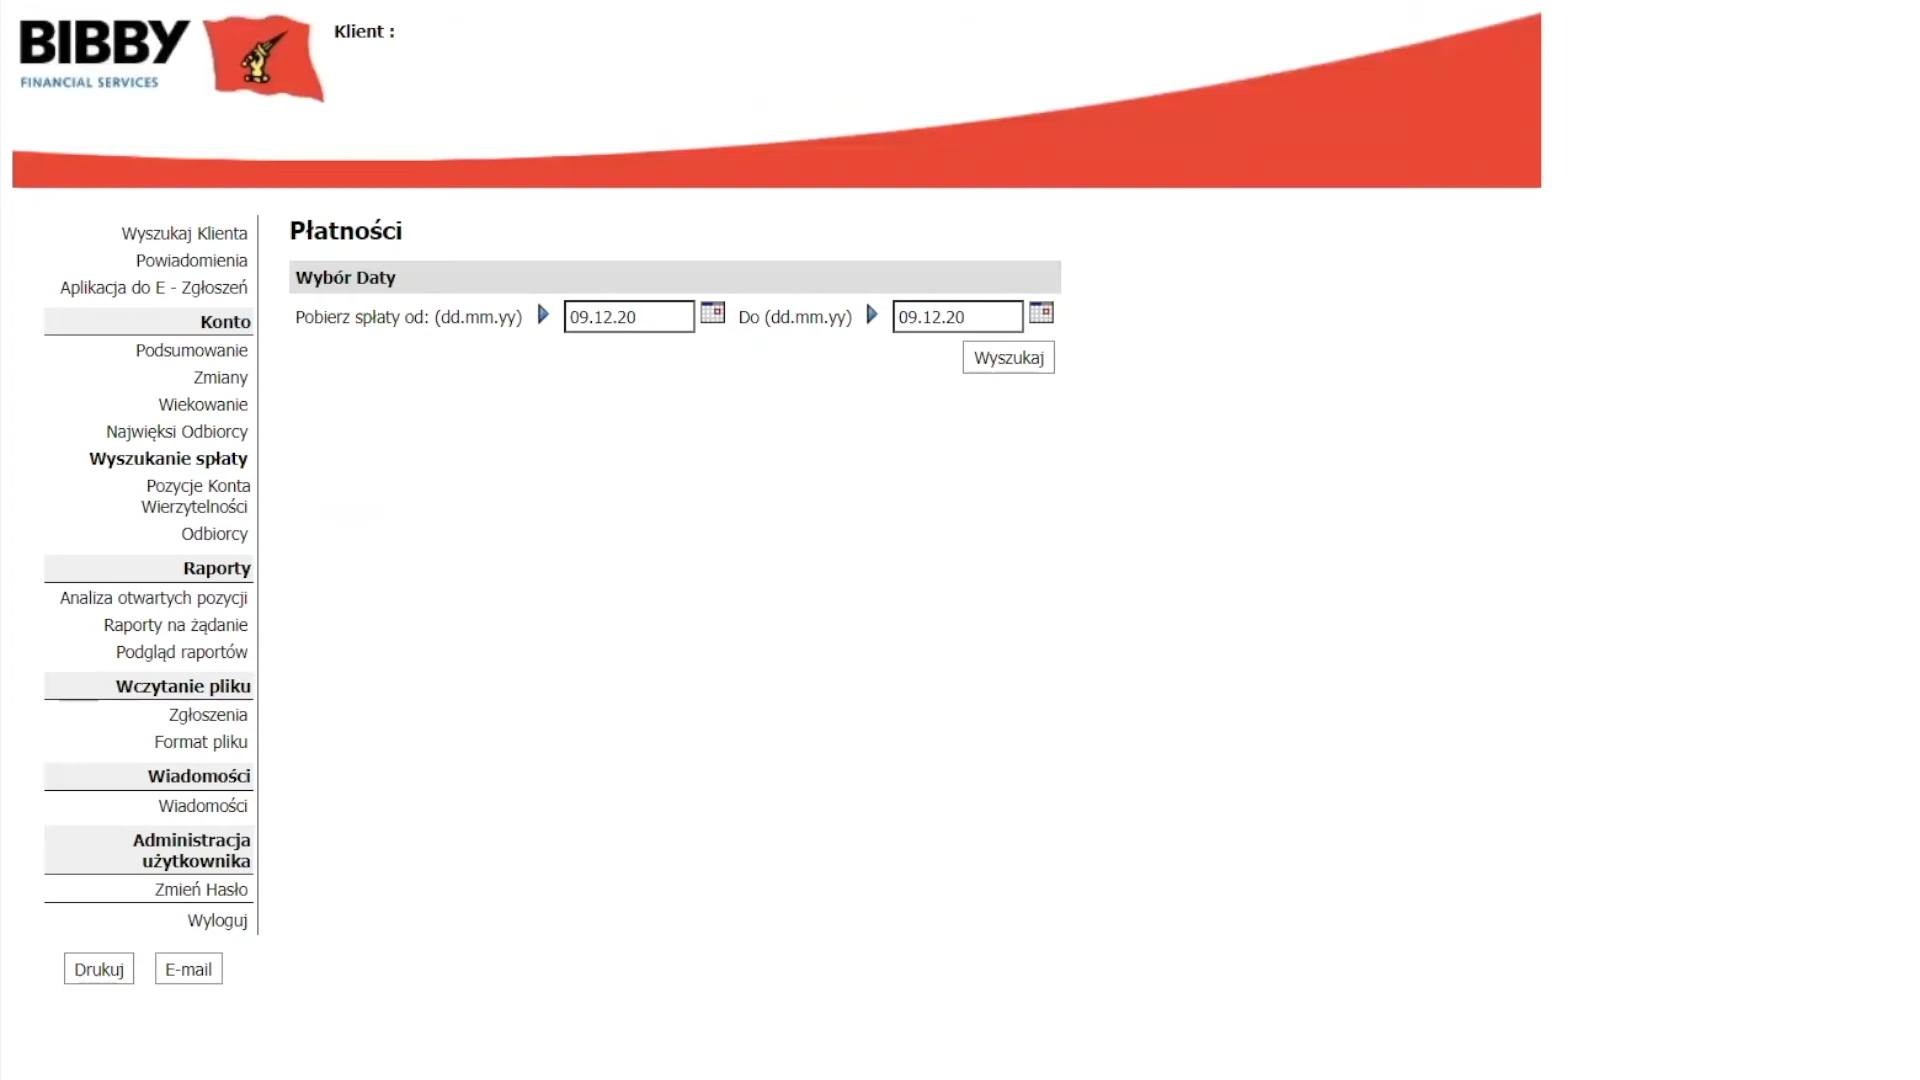 BIBBY
FINANCIAL SERVICES
Klient :
Wyszukaj Klienta
Powiadomienia
Aplikacja do E - Zgłoszeń
Konto
Podsumowanie
Zmiany
Wiekowanie
Najwięksi Odbiorcy
Wyszukanie spłaty
Pozycje Konta
Wierzytelności
Odbiorcy
Raporty
Analiza otwartych pozycji
Raporty na żądanie
Podgląd raportów
Wczytanie pliku
Zgłoszenia
Format pliku
Wiadomości
Wiadomości
Administracja
użytkownika
Zmień Hasło
Wyloguj
Drukuj E-mail
Płatności
Wybór Daty
Pobierz spłaty od: (dd.mm.yy) 09.12.20 Do (dd.mm.yy) 09.12.20
Wyszukaj